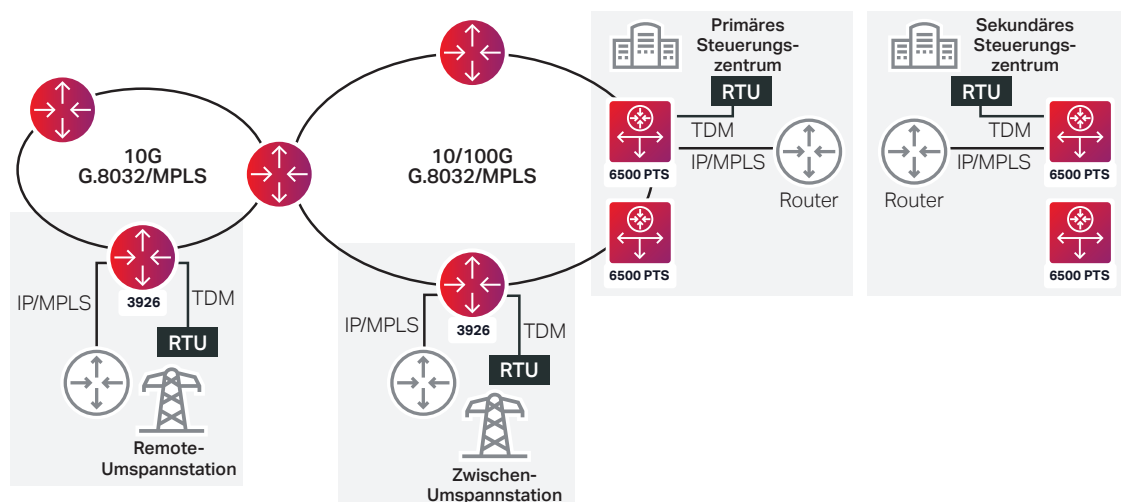 10G
G.8032/MPLS
3926
IP/MPLS
TDM
RTU
Remote-
Umspannstation
10/100G
G.8032/MPLS
3926
IP/MPLS
TDM
RTU
Zwischen-
Umspannstation
Primäres
Steuerungs-
zentrum
RTU
TDM
IP/MPLS
6500 PTS
Router
6500 PTS
Sekundäres
Steuerungs-
zentrum
RTU
TDM
IP/MPLS
6500 PTS
Router
6500 PTS